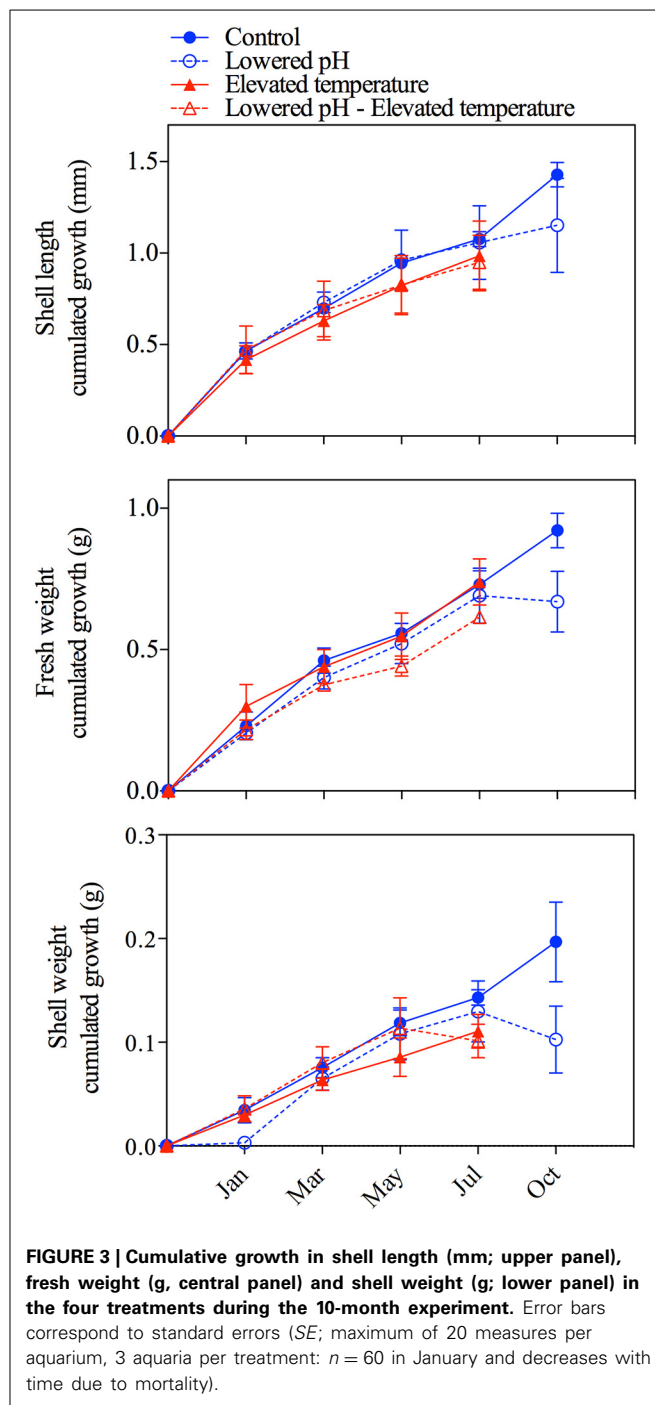 Control
Lowered pH
Elevated temperature
Lowered pH - Elevated temperature
Shell length
cumulated growth (mm)
1.5
1.0
0.5
0.0
Fresh weight
cumulated growth (g)
1.0
0.5
0.0
Shell weight
cumulated growth (g)
0.3
0.2
0.1
0.0
Jan
Mar
May
Jul
Oct
FIGURE 3 | Cumulative growth in shell length (mm; upper panel),
fresh weight (g, central panel) and shell weight (g; lower panel) in
the four treatments during the 10-month experiment. Error bars
correspond to standard errors (SE; maximum of 20 measures per
aquarium, 3 aquaria per treatment: n = 60 in January and decreases with
time due to mortality).